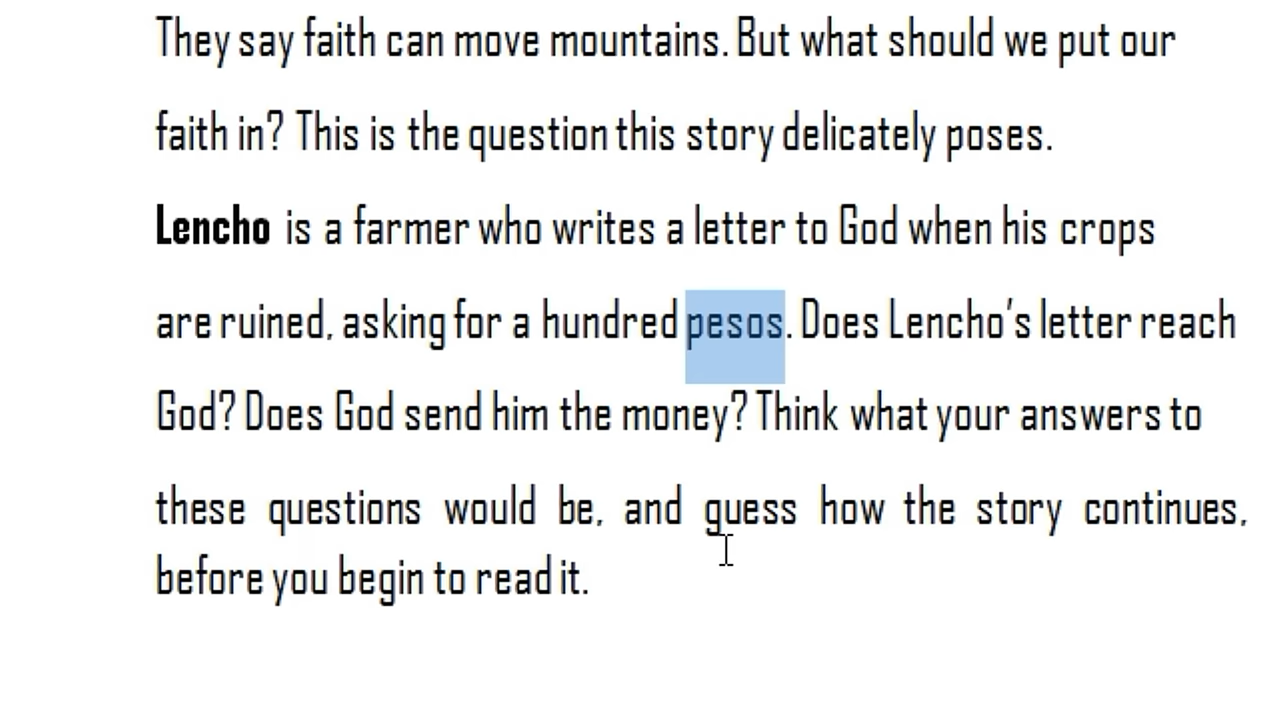 They say faith can move mountains. But what should we put our
faith in? This is the question this story delicately poses.
Lencho is a farmer who writes a letter to God when his crops
are ruined, asking for a hundred pesos. Does Lencho’s letter reach
God? Does God send him the money? Think what your answers to
these questions would be, and guess how the story continues,
before you begin to read it.